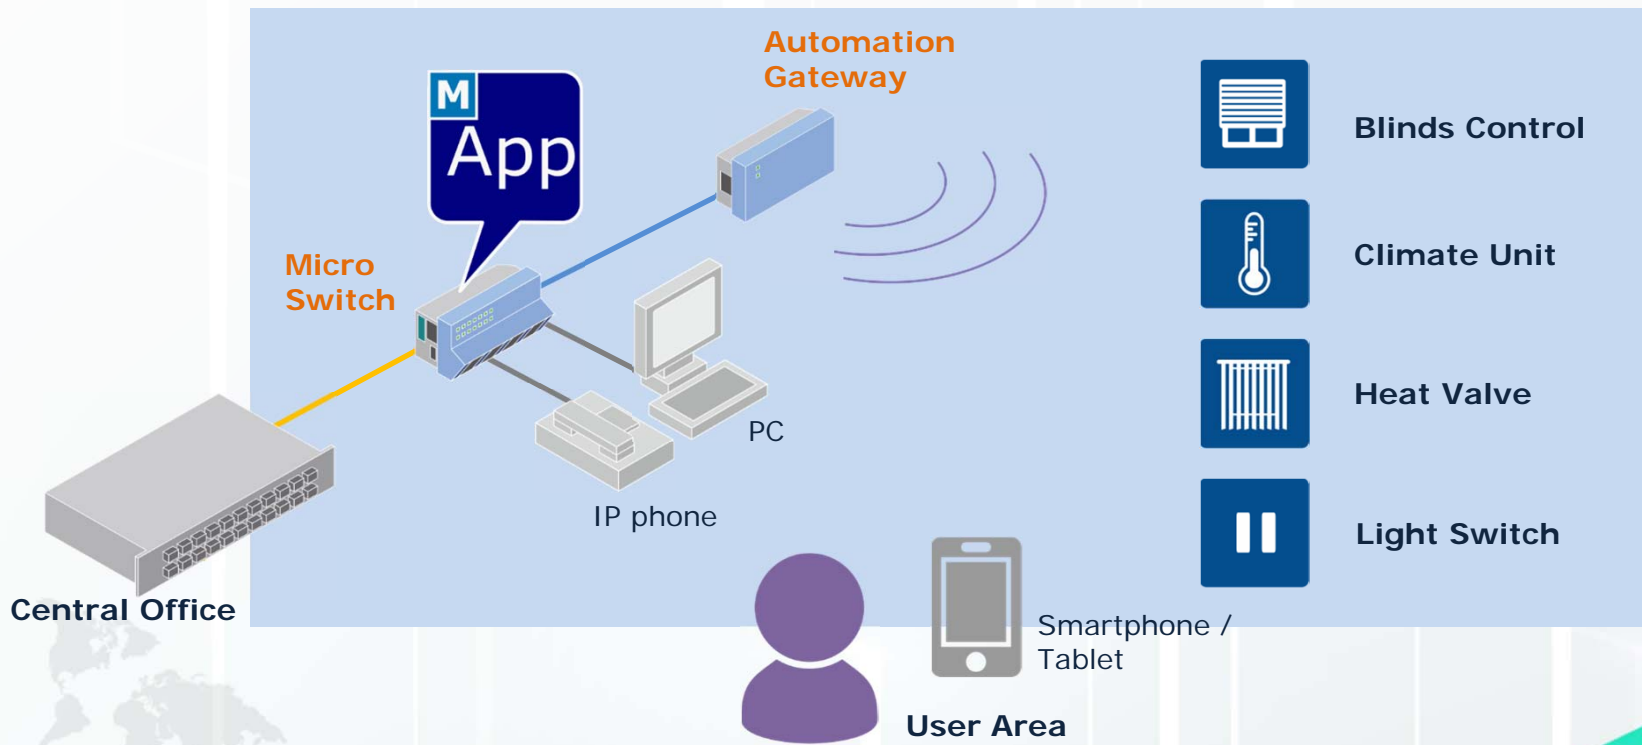 Automation
Gateway
M
App
Micro
Switch
Blinds Control
Climate Unit
Heat Valve
Light Switch
PC
IP phone
Central Office
Smartphone /
Tablet
User Area